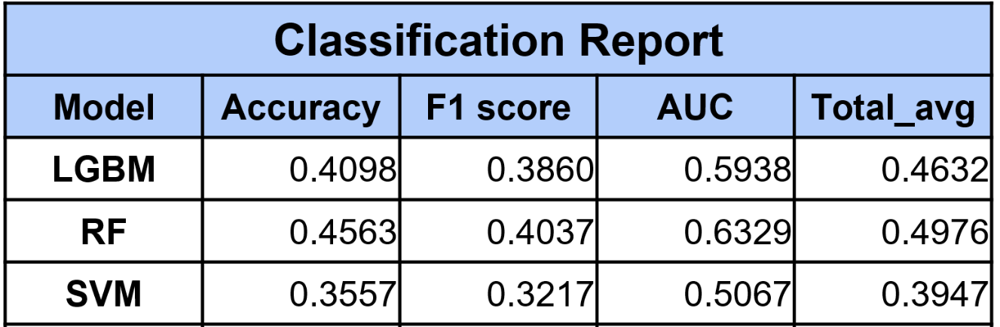 Classification Report
Model Accuracy F1 score AUC Total_avg
LGBM 0.4098 0.3860 0.5938 0.4632
RF 0.4563 0.4037 0.6329 0.4976
SVM 0.3557 0.3217 0.5067 0.3947